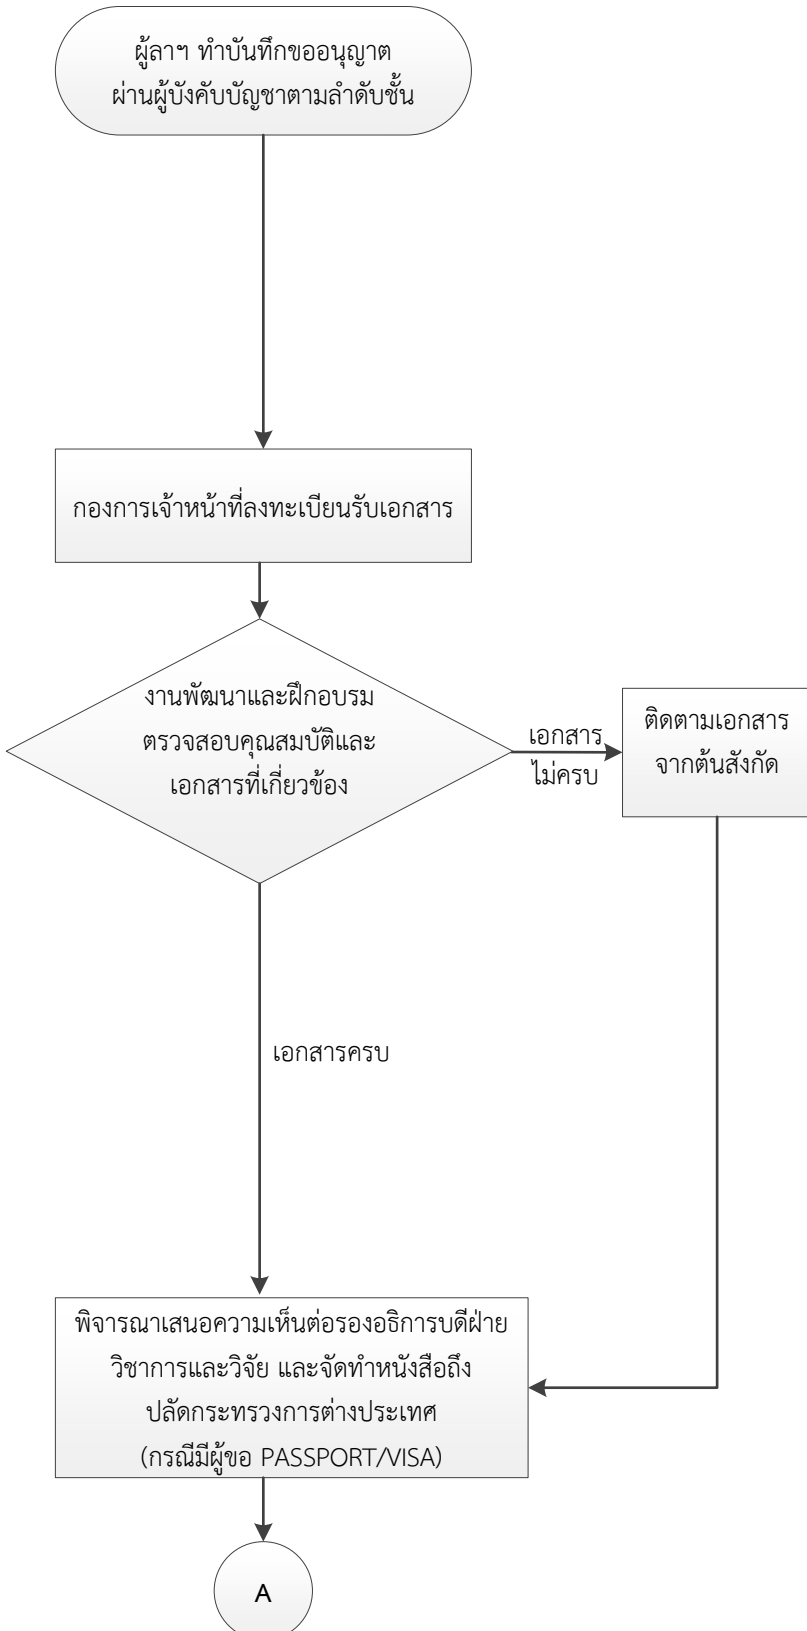 ผู้ลาฯ ทำบันทึกขออนุญาต
ผ่านผู้บังคับบัญชาตามลำดับชั้น
กองการเจ้าหน้าที่ลงทะเบียนรับเอกสาร
งานพัฒนาและฝึกอบรม
ตรวจสอบคุณสมบัติและ
เอกสารที่เกี่ยวข้อง
เอกสาร
ไม่ครบ
ติดตามเอกสาร
จากต้นสังกัด
เอกสารครบ
พิจารณาเสนอความเห็นต่อรองอธิการบดีฝ่าย
วิชาการและวิจัย และจัดทำหนังสือถึง
ปลัดกระทรวงการต่างประเทศ
(กรณีมีผู้ขอ PASSPORT/VISA)
A